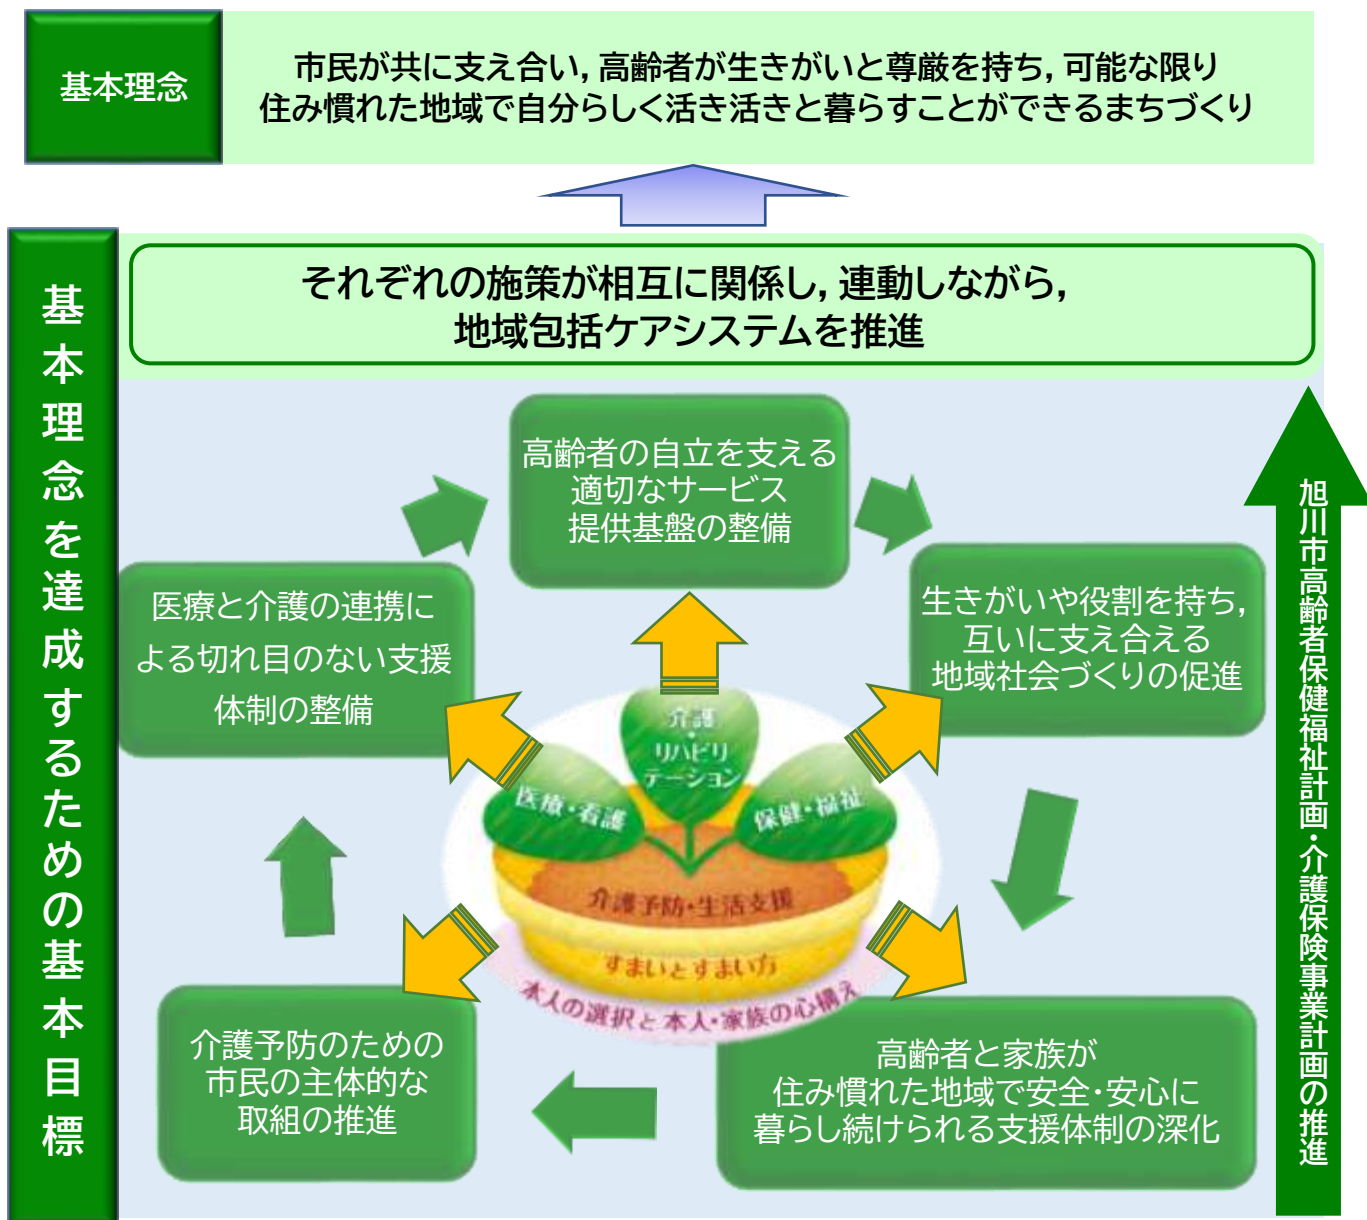 基本理念
市民が共に支え合い，高齢者が生きがいと尊厳を持ち，可能な限り
住み慣れた地域で自分らしく活き活きと暮らすことができるまちづくり
基本理念を達成するための基本目標
それぞれの施策が相互に関係し，連動しながら，
地域包括ケアシステムを推進
高齢者の自立を支える
適切なサービス
提供基盤の整備
医療と介護の連携に
よる切れ目のない支援
体制の整備
生きがいや役割を持ち，
互いに支え合える
地域社会づくりの促進
介護
・
リハビリ
テーション
医療・看護
保健・福祉
介護予防・生活支援
すまいとすまい方
本人の選択と本人・家族の心構え
介護予防のための
市民の主体的な
取組の推進
高齢者と家族が
住み慣れた地域で安全・安心に
暮らし続けられる支援体制の深化
旭川市高齢者保健福祉計画・介護保険事業計画の推進